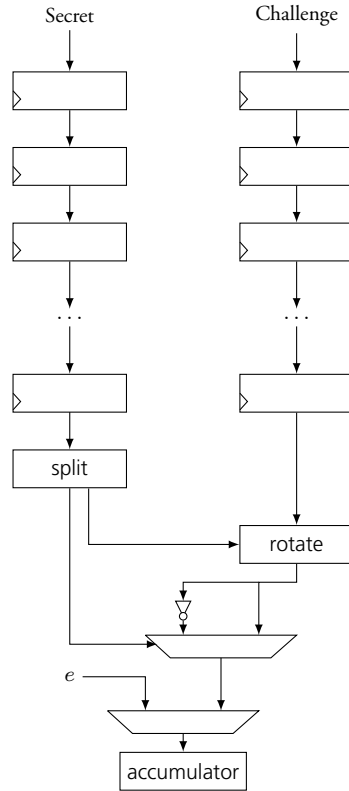 Secret
Challenge
. . .
. . .
split
rotate
e
accumulator